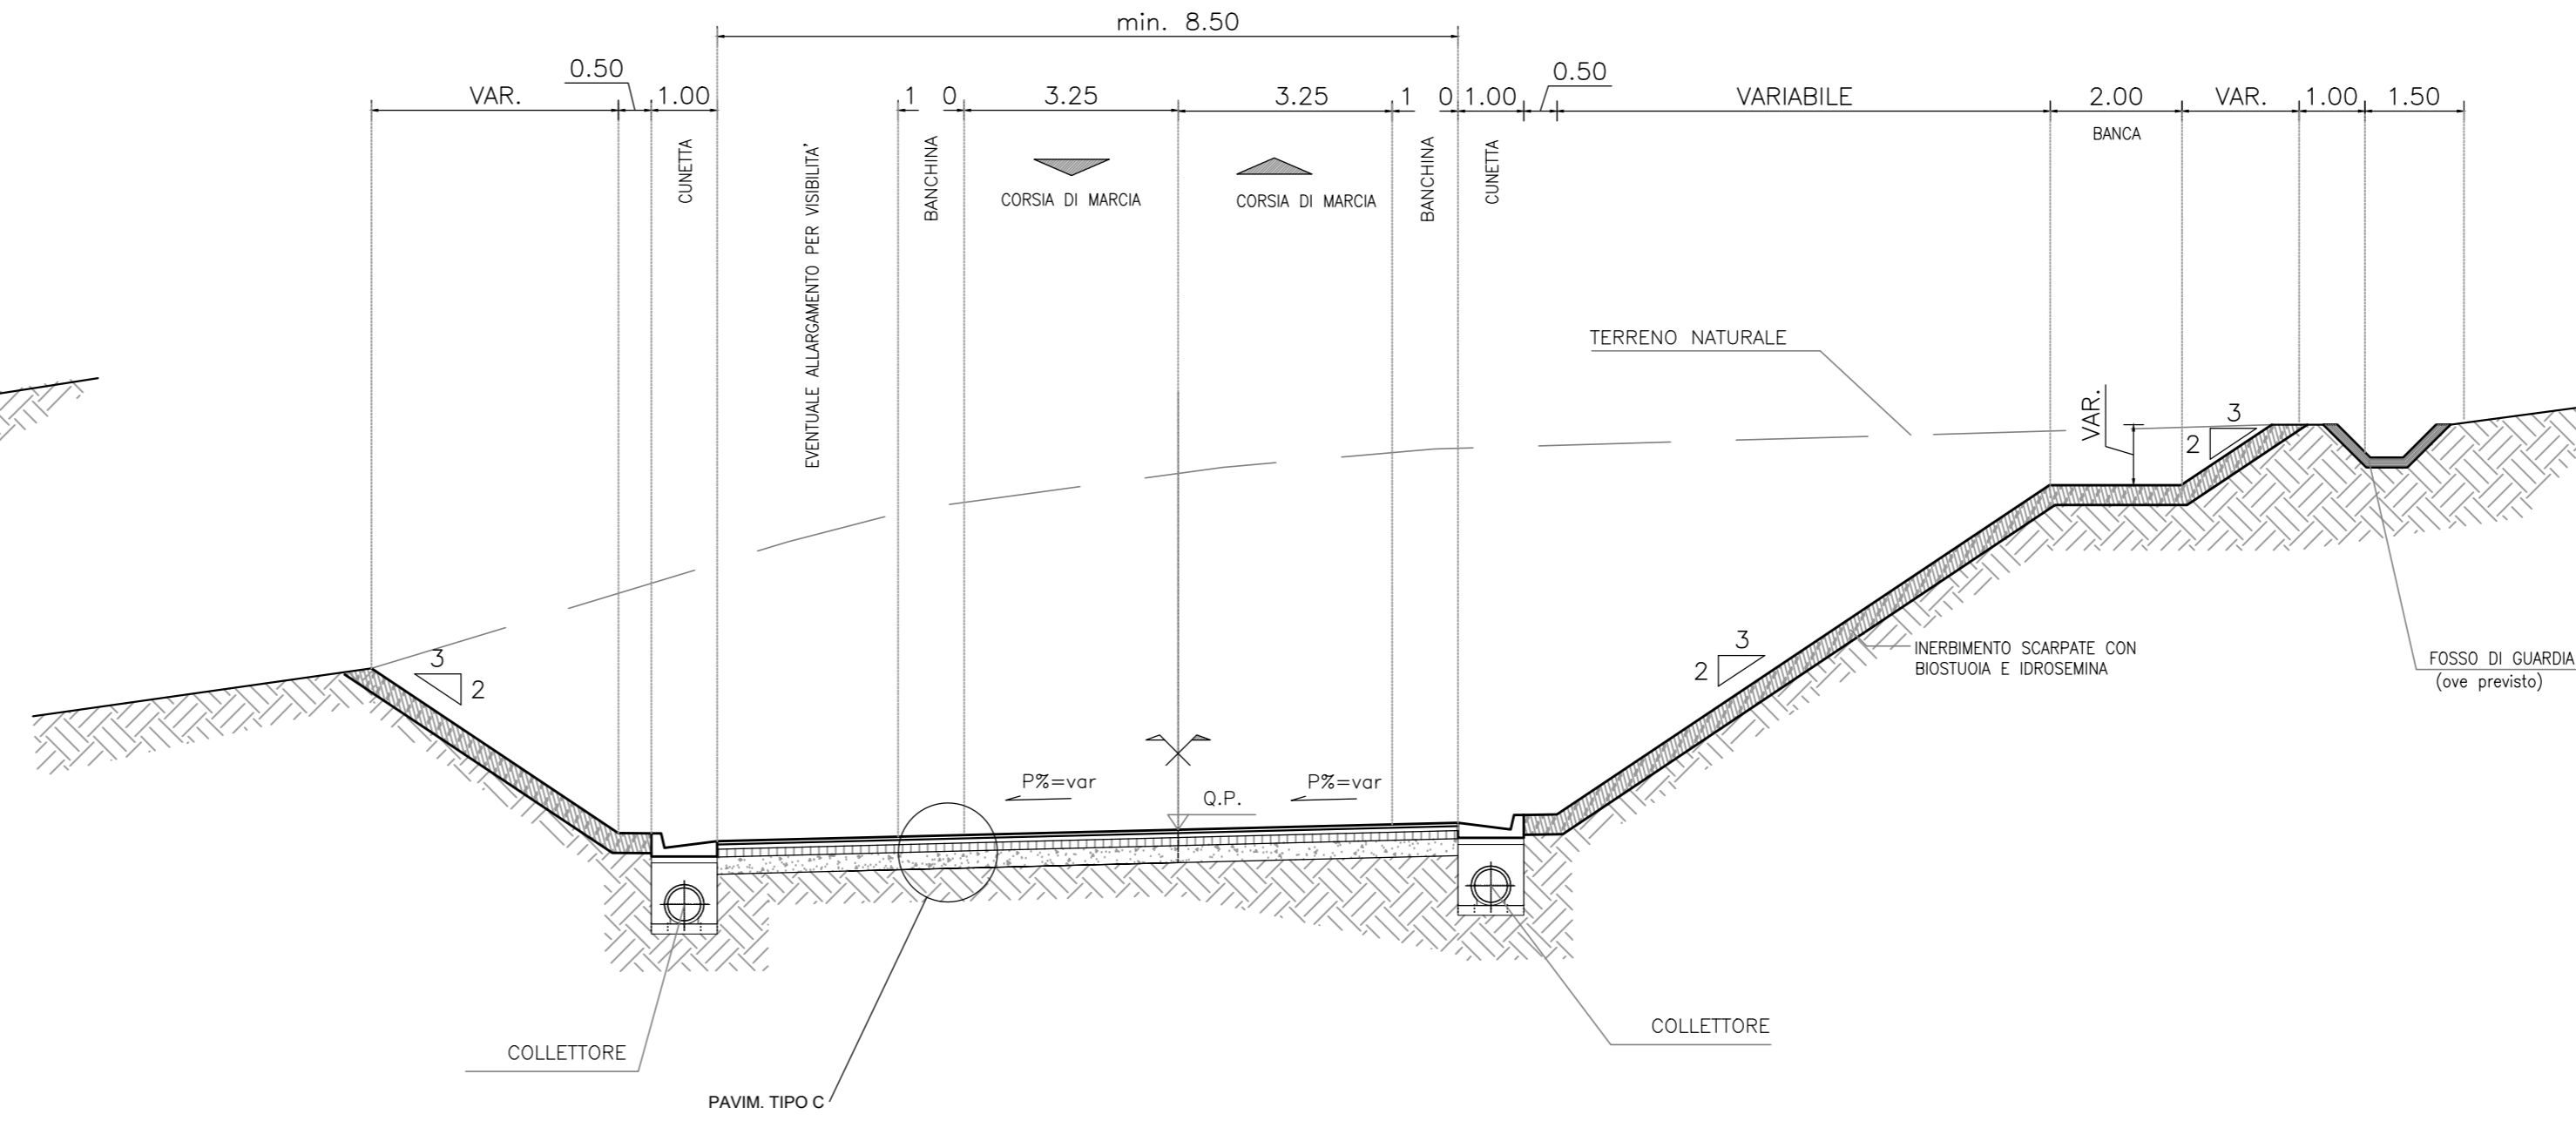 min. 8.50
0.50
0.50
VAR.
1.00
1 0
3.25
3.25
1 0
1.00
VARIABILE
2.00
VAR.
1.00
1.50
BANCA
CUNETTA
EVENTUALE ALLARGAMENTO PER VISIBILITA'
BANCHINA
CORSIA DI MARCIA
CORSIA DI MARCIA
BANCHINA
CUNETTA
TERRENO NATURALE
VAR.
3
2
3
2
3
2
INERBIMENTO SCARPATE CON
BIOSTUOIA E IDROSEMINA
FOSSO DI GUARDIA
(ove previsto)
P%=var
P%=var
Q.P.
COLLETTORE
COLLETTORE
PAVIM. TIPO C